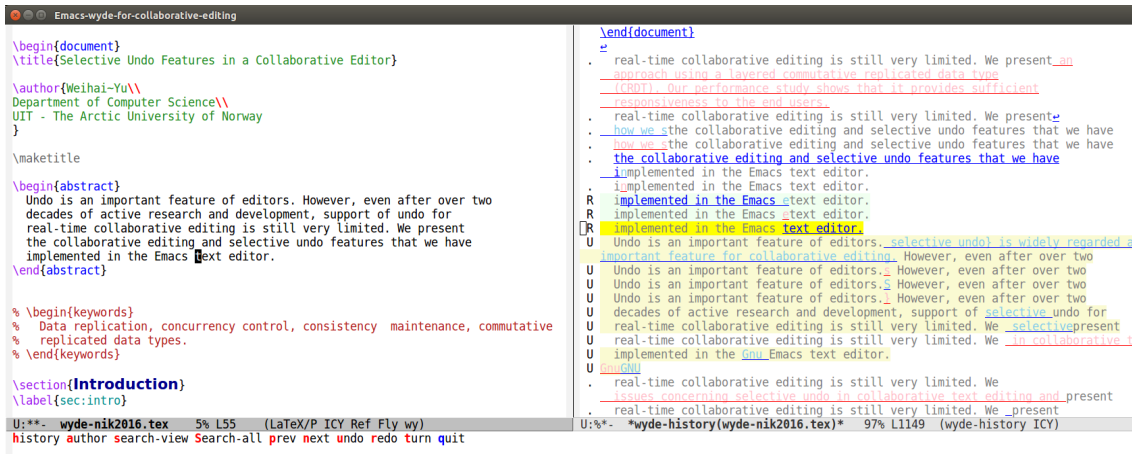 Emacs-wyde-for-collaborative-editing
\begin{document}
\title{Selective Undo Features in a Collaborative Editor}
\author{Weihai~Yu\\
Department of Computer Science\\
UIT - The Arctic University of Norway
}
\maketitle
\begin{abstract}
Undo is an important feature of editors. However, even after over two
decades of active research and development, support of undo for
real-time collaborative editing is still very limited. We present
the collaborative editing and selective undo features that we have
implemented in the Emacs text editor.
\end{abstract}
% \begin{keywords}
%   Data replication, concurrency control, consistency  maintenance, commutative
%   replicated data types.
% \end{keywords}
\section{Introduction}
\label{sec:intro}
U:**-  wyde-nik2016.tex    5% L55    (LaTeX/P ICY Ref Fly wy)
history author search-view Search-all prev next undo redo turn quit
\end{document}
↩
.   real-time collaborative editing is still very limited. We present an
approach using a layered commutative replicated data type
(CRDT). Our performance study shows that it provides sufficient
responsiveness to the end users.
.   real-time collaborative editing is still very limited. We present↩
.   how we sthe collaborative editing and selective undo features that we have
.   how we sthe collaborative editing and selective undo features that we have
.   the collaborative editing and selective undo features that we have
inmplemented in the Emacs text editor.
.   inmplemented in the Emacs text editor.
R   implemented in the Emacs etext editor.
R   implemented in the Emacs etext editor.
R   implemented in the Emacs text editor.
U   Undo is an important feature of editors. selective undo} is widely regarded a
important feature for collaborative editing. However, even after over two
U   Undo is an important feature of editors.s However, even after over two
U   Undo is an important feature of editors.S However, even after over two
U   Undo is an important feature of editors.} However, even after over two
U   decades of active research and development, support of selective undo for
U   real-time collaborative editing is still very limited. We  selectivepresent
U   real-time collaborative editing is still very limited. We  in collaborative t
U   implemented in the Gnu Emacs text editor.
U GnuGNU
.   real-time collaborative editing is still very limited. We
issues concerning selective undo in collaborative text editing and present
.   real-time collaborative editing is still very limited. We  present
U:%*-  *wyde-history(wyde-nik2016.tex)*   97% L1149  (wyde-history ICY)